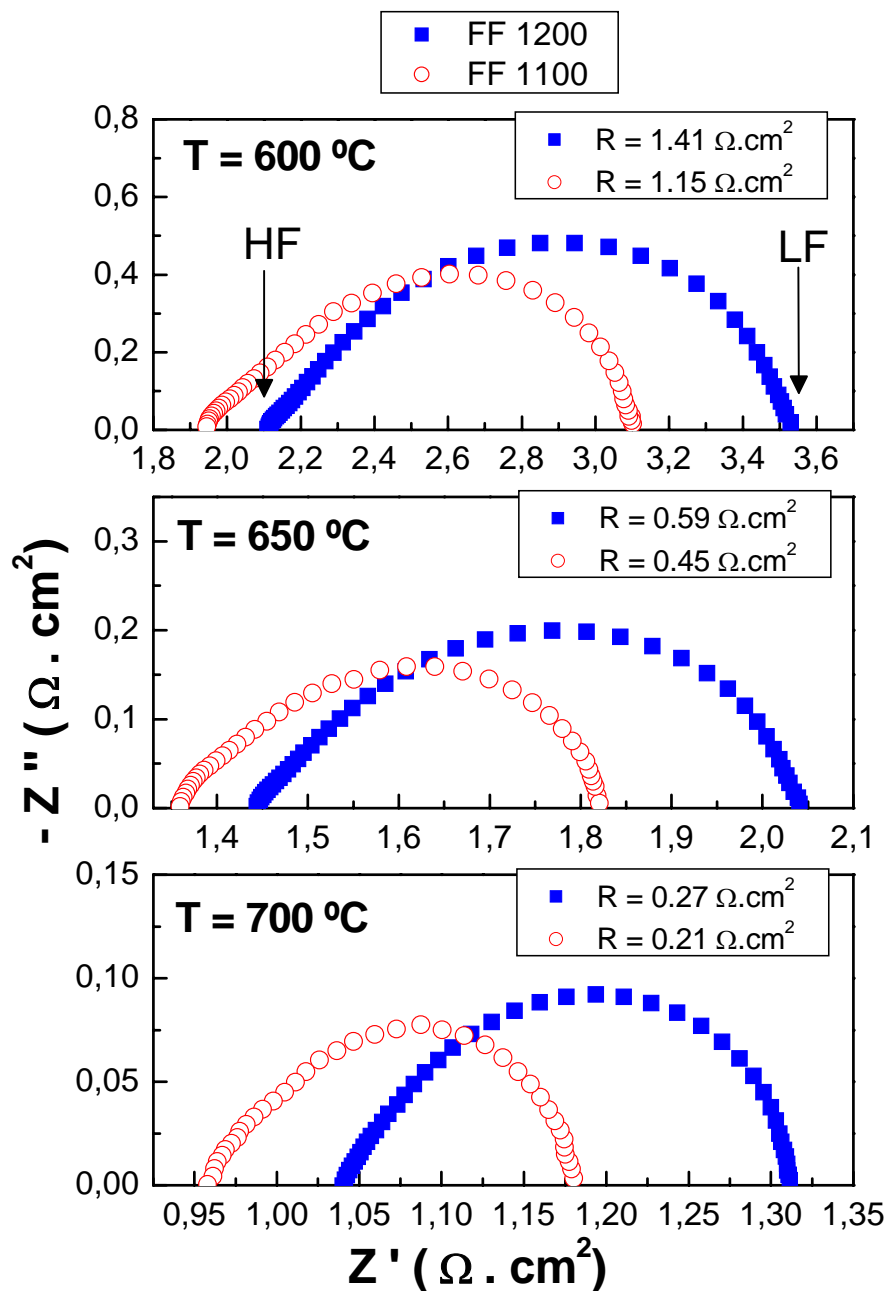 FF 1200
FF 1100
0,8
0,6
0,4
0,2
0,0
T = 600 ºC
R = 1.41 Ω.cm²
R = 1.15 Ω.cm²
HF
LF
1,8 2,0 2,2 2,4 2,6 2,8 3,0 3,2 3,4 3,6
0,3
0,2
0,1
0,0
T = 650 ºC
R = 0.59 Ω.cm²
R = 0.45 Ω.cm²
1,4 1,5 1,6 1,7 1,8 1,9 2,0 2,1
- Z '' ( Ω . cm²)
0,15
0,10
0,05
0,00
T = 700 ºC
R = 0.27 Ω.cm²
R = 0.21 Ω.cm²
0,95 1,00 1,05 1,10 1,15 1,20 1,25 1,30 1,35
Z ' ( Ω . cm²)